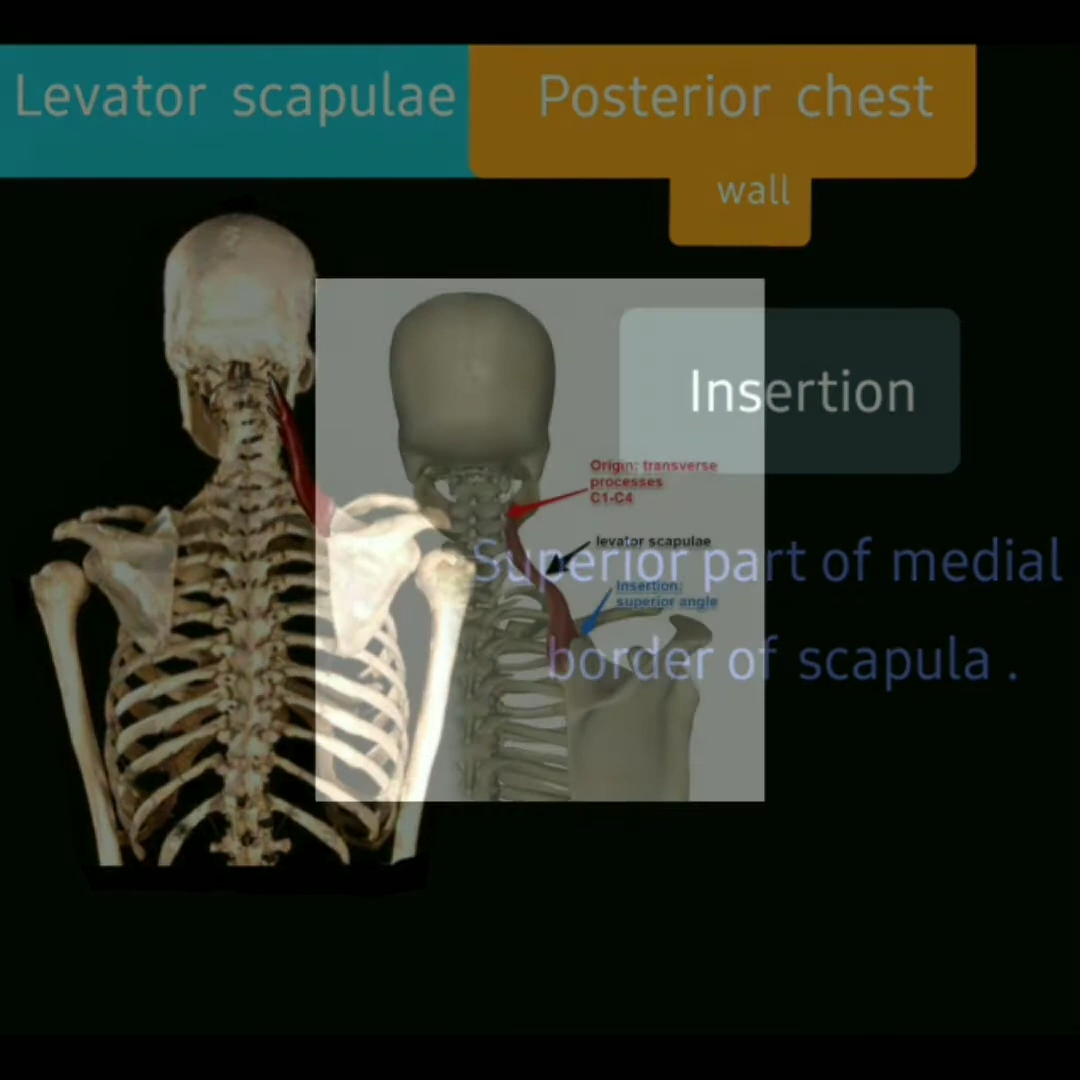 Levator scapulae
Posterior chest
wall
Insertion
Origin: transverse
processes
C1-C4
levator scapulae
Insertion:
superior angle
Superior part of medial
border of scapula .